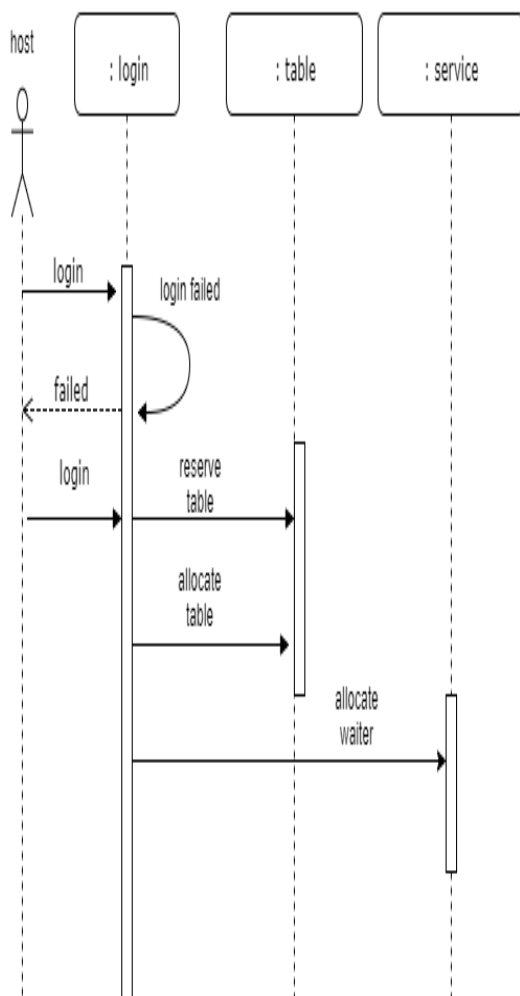 host
: login
: table
: service
login
login failed
failed
login
reserve
table
allocate
table
allocate
waiter